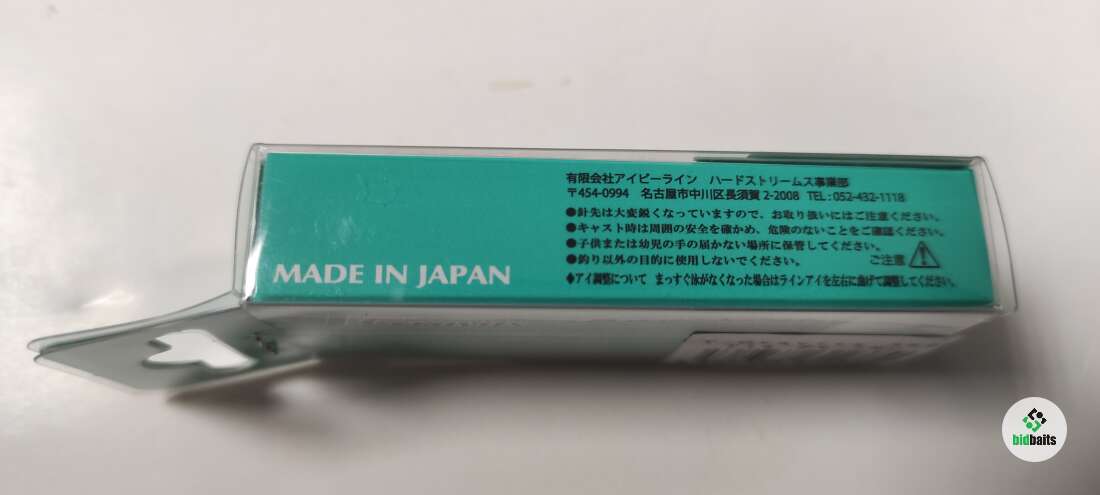 有限会社アイビーライン　ハードストリームス事業部
〒454-0994　名古屋市中川区長須賀 2-2008　TEL:052-432-1118
●針先は大変鋭くなっていますので、お取り扱いにはご注意ください。
●キャスト時は周囲の安全を確かめ、危険のないことをご確認ください。
●子供または幼児の手の届かない場所に保管してください。
●釣り以外の目的に使用しないでください。
ご注意
♦アイ調整について　まっすぐ泳がなくなった場合はラインアイを左右に曲げて調整してください。
MADE IN JAPAN
bidbaits